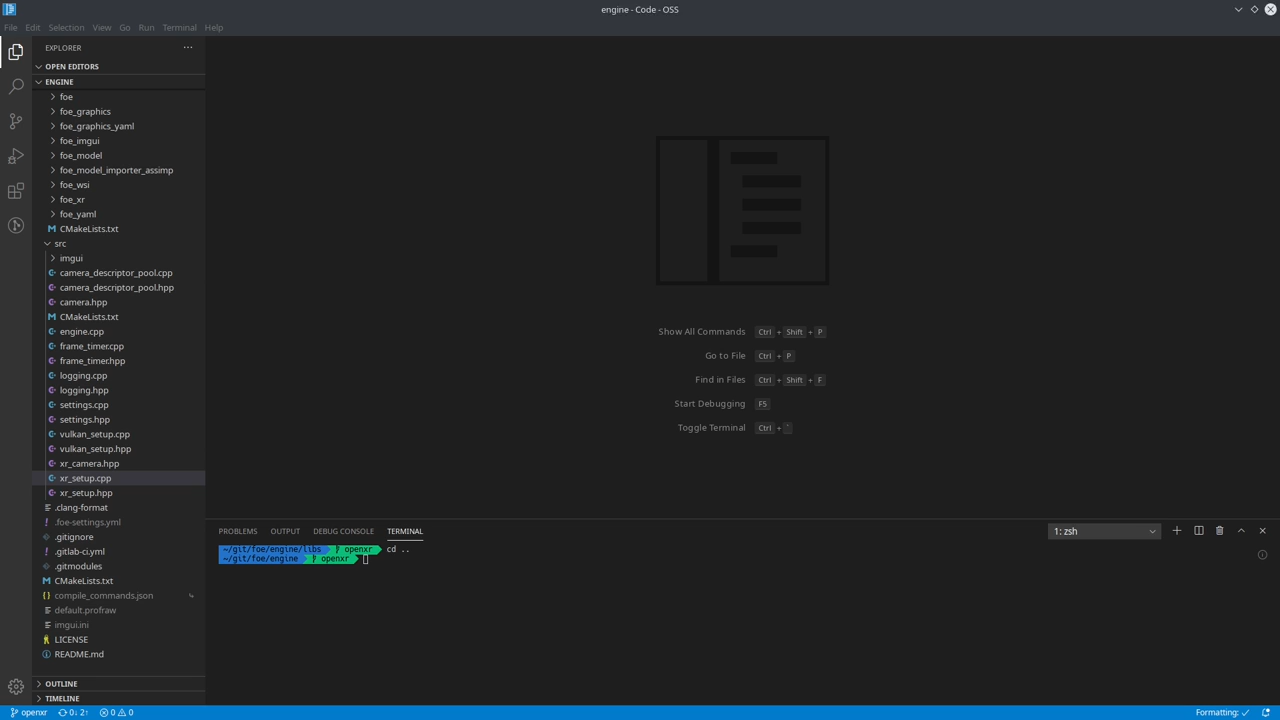 engine - Code - OSS
File Edit Selection View Go Run Terminal Help
EXPLORER
OPEN EDITORS
ENGINE
foe
foe_graphics
foe_graphics_yaml
foe_imgui
foe_model
foe_model_importer_assimp
foe_wsi
foe_xr
foe_yaml
CMakeLists.txt
src
imgui
camera_descriptor_pool.cpp
camera_descriptor_pool.hpp
camera.hpp
CMakeLists.txt
engine.cpp
frame_timer.cpp
frame_timer.hpp
logging.cpp
logging.hpp
settings.cpp
settings.hpp
vulkan_setup.cpp
vulkan_setup.hpp
xr_camera.hpp
xr_setup.cpp
xr_setup.hpp
.clang-format
.foe-settings.yml
.gitignore
.gitlab-ci.yml
.gitmodules
CMakeLists.txt
compile_commands.json
default.profraw
imgui.ini
LICENSE
README.md
OUTLINE
TIMELINE
Show All Commands Ctrl + Shift + P
Go to File Ctrl + P
Find in Files Ctrl + Shift + F
Start Debugging F5
Toggle Terminal Ctrl + `
PROBLEMS OUTPUT DEBUG CONSOLE TERMINAL 1: zsh
~/git/foe/engine/libs openxr cd ..
~/git/foe/engine openxr
openxr 0↓ 2↑ 0 0 Formatting: ✓